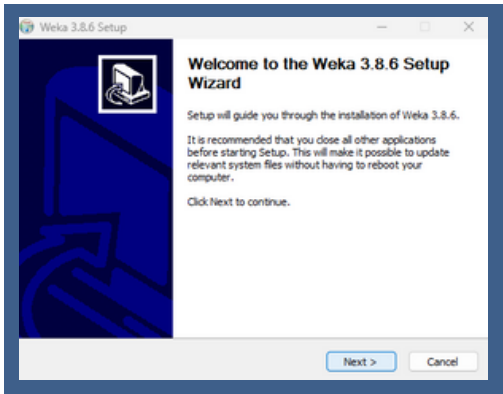 Weka 3.8.6 Setup
Welcome to the Weka 3.8.6 Setup
Wizard
Setup will guide you through the installation of Weka 3.8.6.
It is recommended that you close all other applications
before starting Setup. This will make it possible to update
relevant system files without having to reboot your
computer.
Click Next to continue.
Next >
Cancel